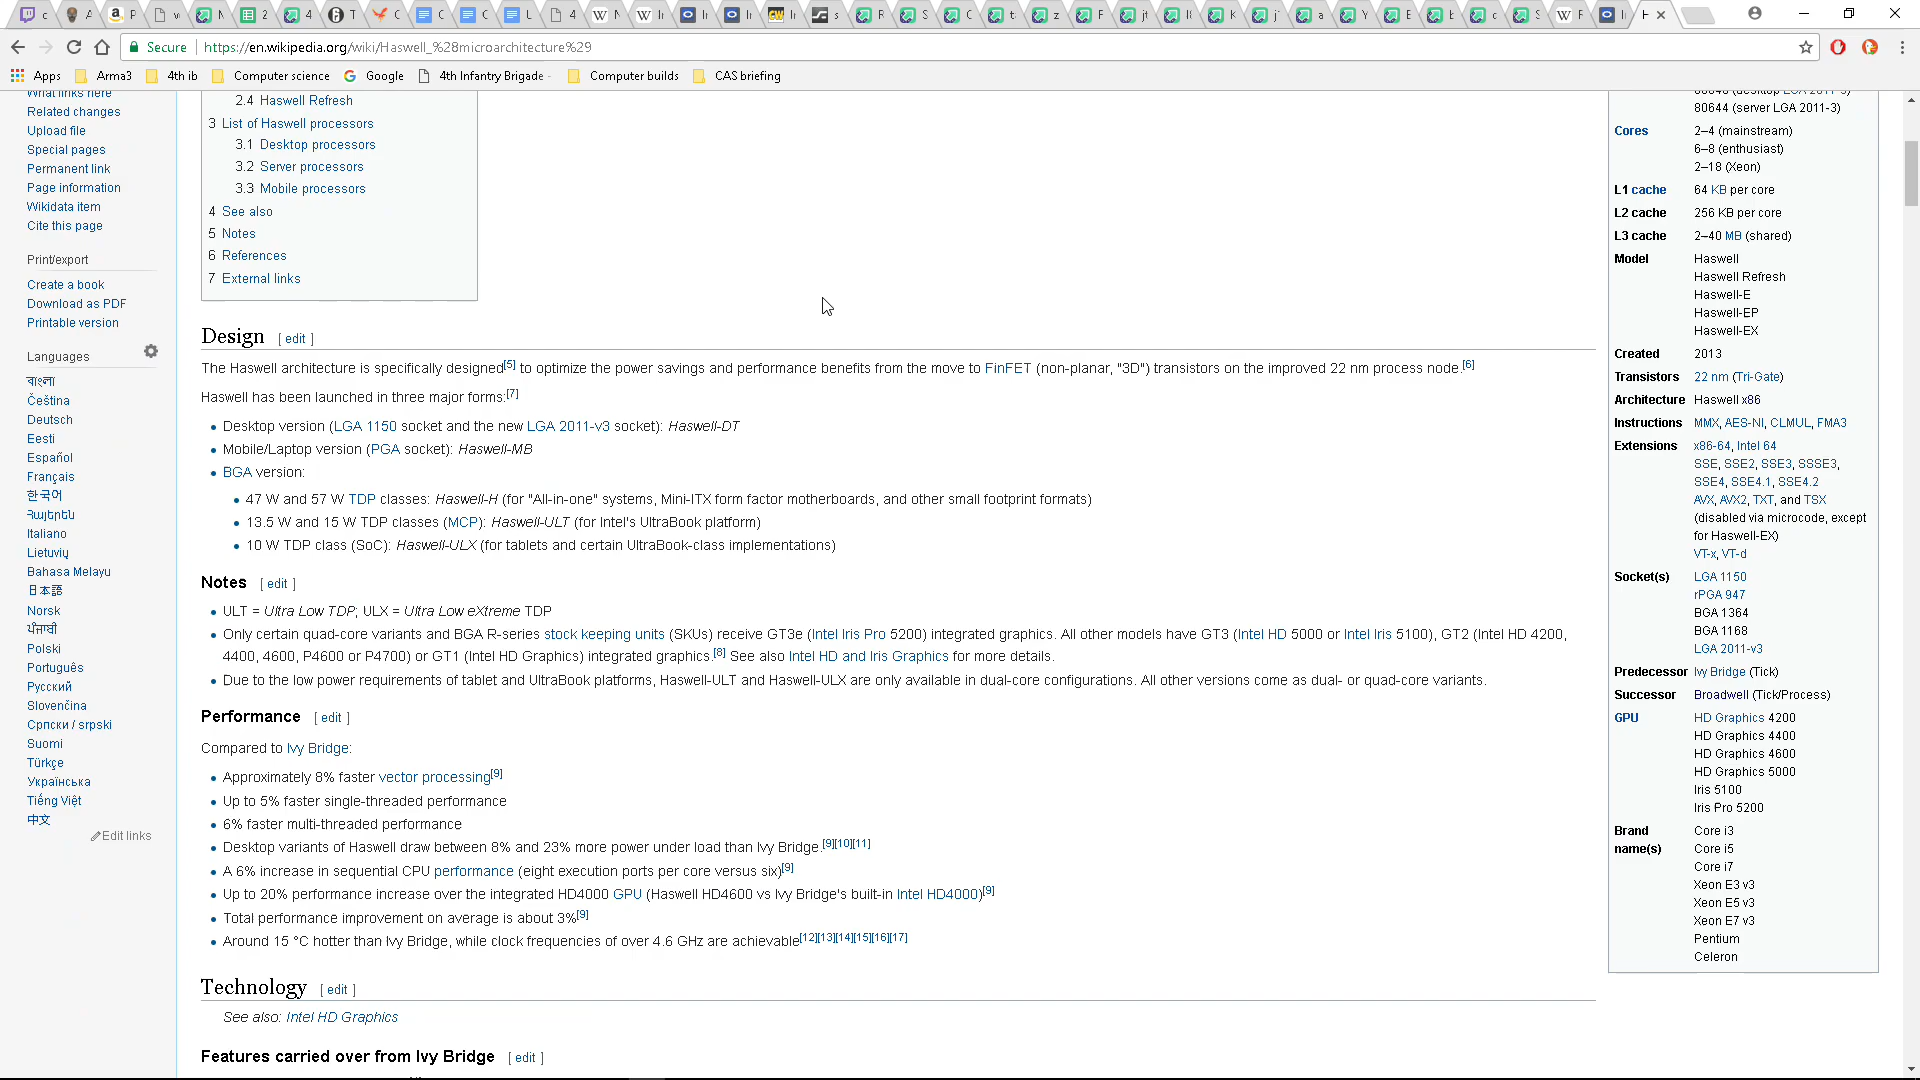 Secure
https://en.wikipedia.org/wiki/Haswell_%28microarchitecture%29
Apps
Arma3
4th ib
Computer science
Google
4th Infantry Brigade -
Computer builds
CAS briefing
What links here
Related changes
Upload file
Special pages
Permanent link
Page information
Wikidata item
Cite this page
Print/export
Create a book
Download as PDF
Printable version
Languages
বাংলা
Čeština
Deutsch
Eesti
Español
Français
한국어
Հայերեն
Italiano
Lietuvių
Bahasa Melayu
日本語
Norsk
ਪੰਜਾਬੀ
Polski
Português
Русский
Slovenčina
Српски / srpski
Suomi
Türkçe
Українська
Tiếng Việt
中文
Edit links
2.4 Haswell Refresh
3 List of Haswell processors
3.1 Desktop processors
3.2 Server processors
3.3 Mobile processors
4 See also
5 Notes
6 References
7 External links
Design [ edit ]
The Haswell architecture is specifically designed[5] to optimize the power savings and performance benefits from the move to FinFET (non-planar, "3D") transistors on the improved 22 nm process node.[6]
Haswell has been launched in three major forms:[7]
Desktop version (LGA 1150 socket and the new LGA 2011-v3 socket): Haswell-DT
Mobile/Laptop version (PGA socket): Haswell-MB
BGA version:
47 W and 57 W TDP classes: Haswell-H (for "All-in-one" systems, Mini-ITX form factor motherboards, and other small footprint formats)
13.5 W and 15 W TDP classes (MCP): Haswell-ULT (for Intel's UltraBook platform)
10 W TDP class (SoC): Haswell-ULX (for tablets and certain UltraBook-class implementations)
Notes [ edit ]
ULT = Ultra Low TDP; ULX = Ultra Low eXtreme TDP
Only certain quad-core variants and BGA R-series stock keeping units (SKUs) receive GT3e (Intel Iris Pro 5200) integrated graphics. All other models have GT3 (Intel HD 5000 or Intel Iris 5100), GT2 (Intel HD 4200,
4400, 4600, P4600 or P4700) or GT1 (Intel HD Graphics) integrated graphics.[8] See also Intel HD and Iris Graphics for more details.
Due to the low power requirements of tablet and UltraBook platforms, Haswell-ULT and Haswell-ULX are only available in dual-core configurations. All other versions come as dual- or quad-core variants.
Performance [ edit ]
Compared to Ivy Bridge:
Approximately 8% faster vector processing[9]
Up to 5% faster single-threaded performance
6% faster multi-threaded performance
Desktop variants of Haswell draw between 8% and 23% more power under load than Ivy Bridge.[9][10][11]
A 6% increase in sequential CPU performance (eight execution ports per core versus six)[9]
Up to 20% performance increase over the integrated HD4000 GPU (Haswell HD4600 vs Ivy Bridge's built-in Intel HD4000)[9]
Total performance improvement on average is about 3%[9]
Around 15 °C hotter than Ivy Bridge, while clock frequencies of over 4.6 GHz are achievable[12][13][14][15][16][17]
Technology [ edit ]
See also: Intel HD Graphics
Features carried over from Ivy Bridge [ edit ]
80644 (server LGA 2011-3)
Cores 2–4 (mainstream)
6–8 (enthusiast)
2–18 (Xeon)
L1 cache 64 KB per core
L2 cache 256 KB per core
L3 cache 2–40 MB (shared)
Model Haswell
Haswell Refresh
Haswell-E
Haswell-EP
Haswell-EX
Created 2013
Transistors 22 nm (Tri-Gate)
Architecture Haswell x86
Instructions MMX, AES-NI, CLMUL, FMA3
Extensions x86-64, Intel 64
SSE, SSE2, SSE3, SSSE3,
SSE4, SSE4.1, SSE4.2
AVX, AVX2, TXT, and TSX
(disabled via microcode, except
for Haswell-EX)
VT-x, VT-d
Socket(s) LGA 1150
rPGA 947
BGA 1364
BGA 1168
LGA 2011-v3
Predecessor Ivy Bridge (Tick)
Successor Broadwell (Tick/Process)
GPU HD Graphics 4200
HD Graphics 4400
HD Graphics 4600
HD Graphics 5000
Iris 5100
Iris Pro 5200
Brand Core i3
name(s) Core i5
Core i7
Xeon E3 v3
Xeon E5 v3
Xeon E7 v3
Pentium
Celeron